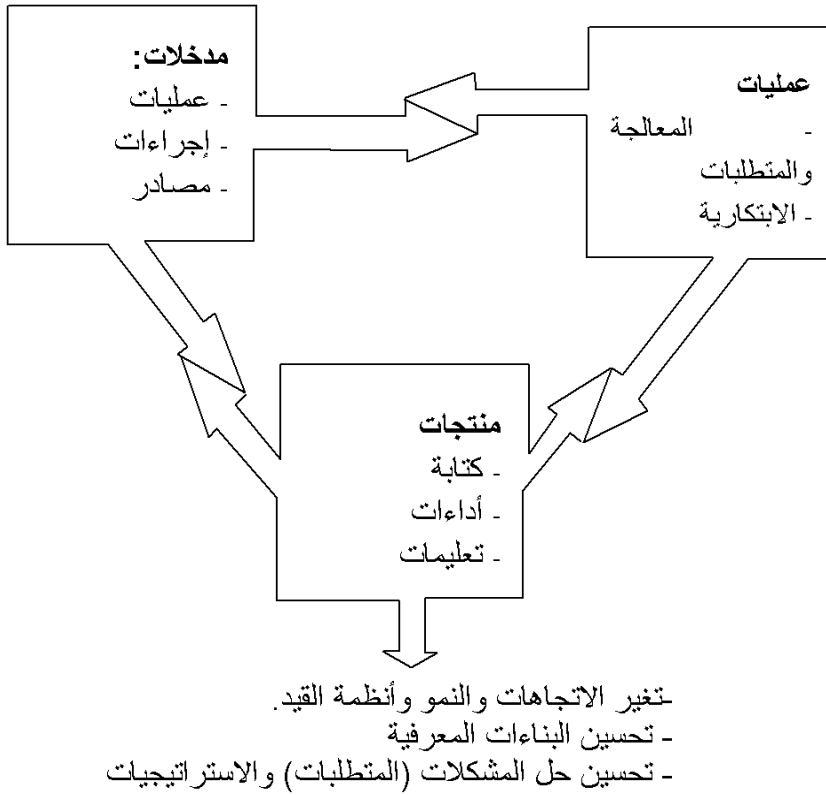 مدخلات:
- عمليات
- إجراءات
- مصادر
عمليات
- المعالجة
والمتطلبات
- الابتكارية
منتجات
- كتابة
- أداءات
- تعليمات
-تغير الاتجاهات والنمو وأنظمة القيد.
- تحسين البناءات المعرفية
- تحسين حل المشكلات (المتطلبات) والاستراتيجيات